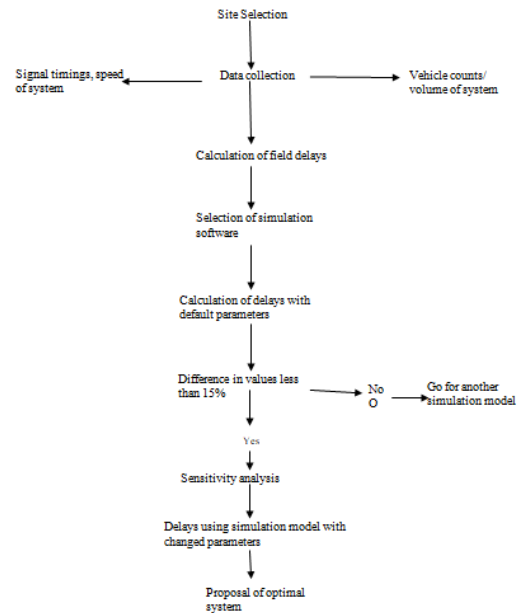 Site Selection
Signal timings, speed
of system
Data collection
Vehicle counts/
volume of system
Calculation of field delays
Selection of simulation
software
Calculation of delays with
default parameters
Difference in values less
than 15%
No
O
Go for another
simulation model
Yes
Sensitivity analysis
Delays using simulation model with
changed parameters
Proposal of optimal
system